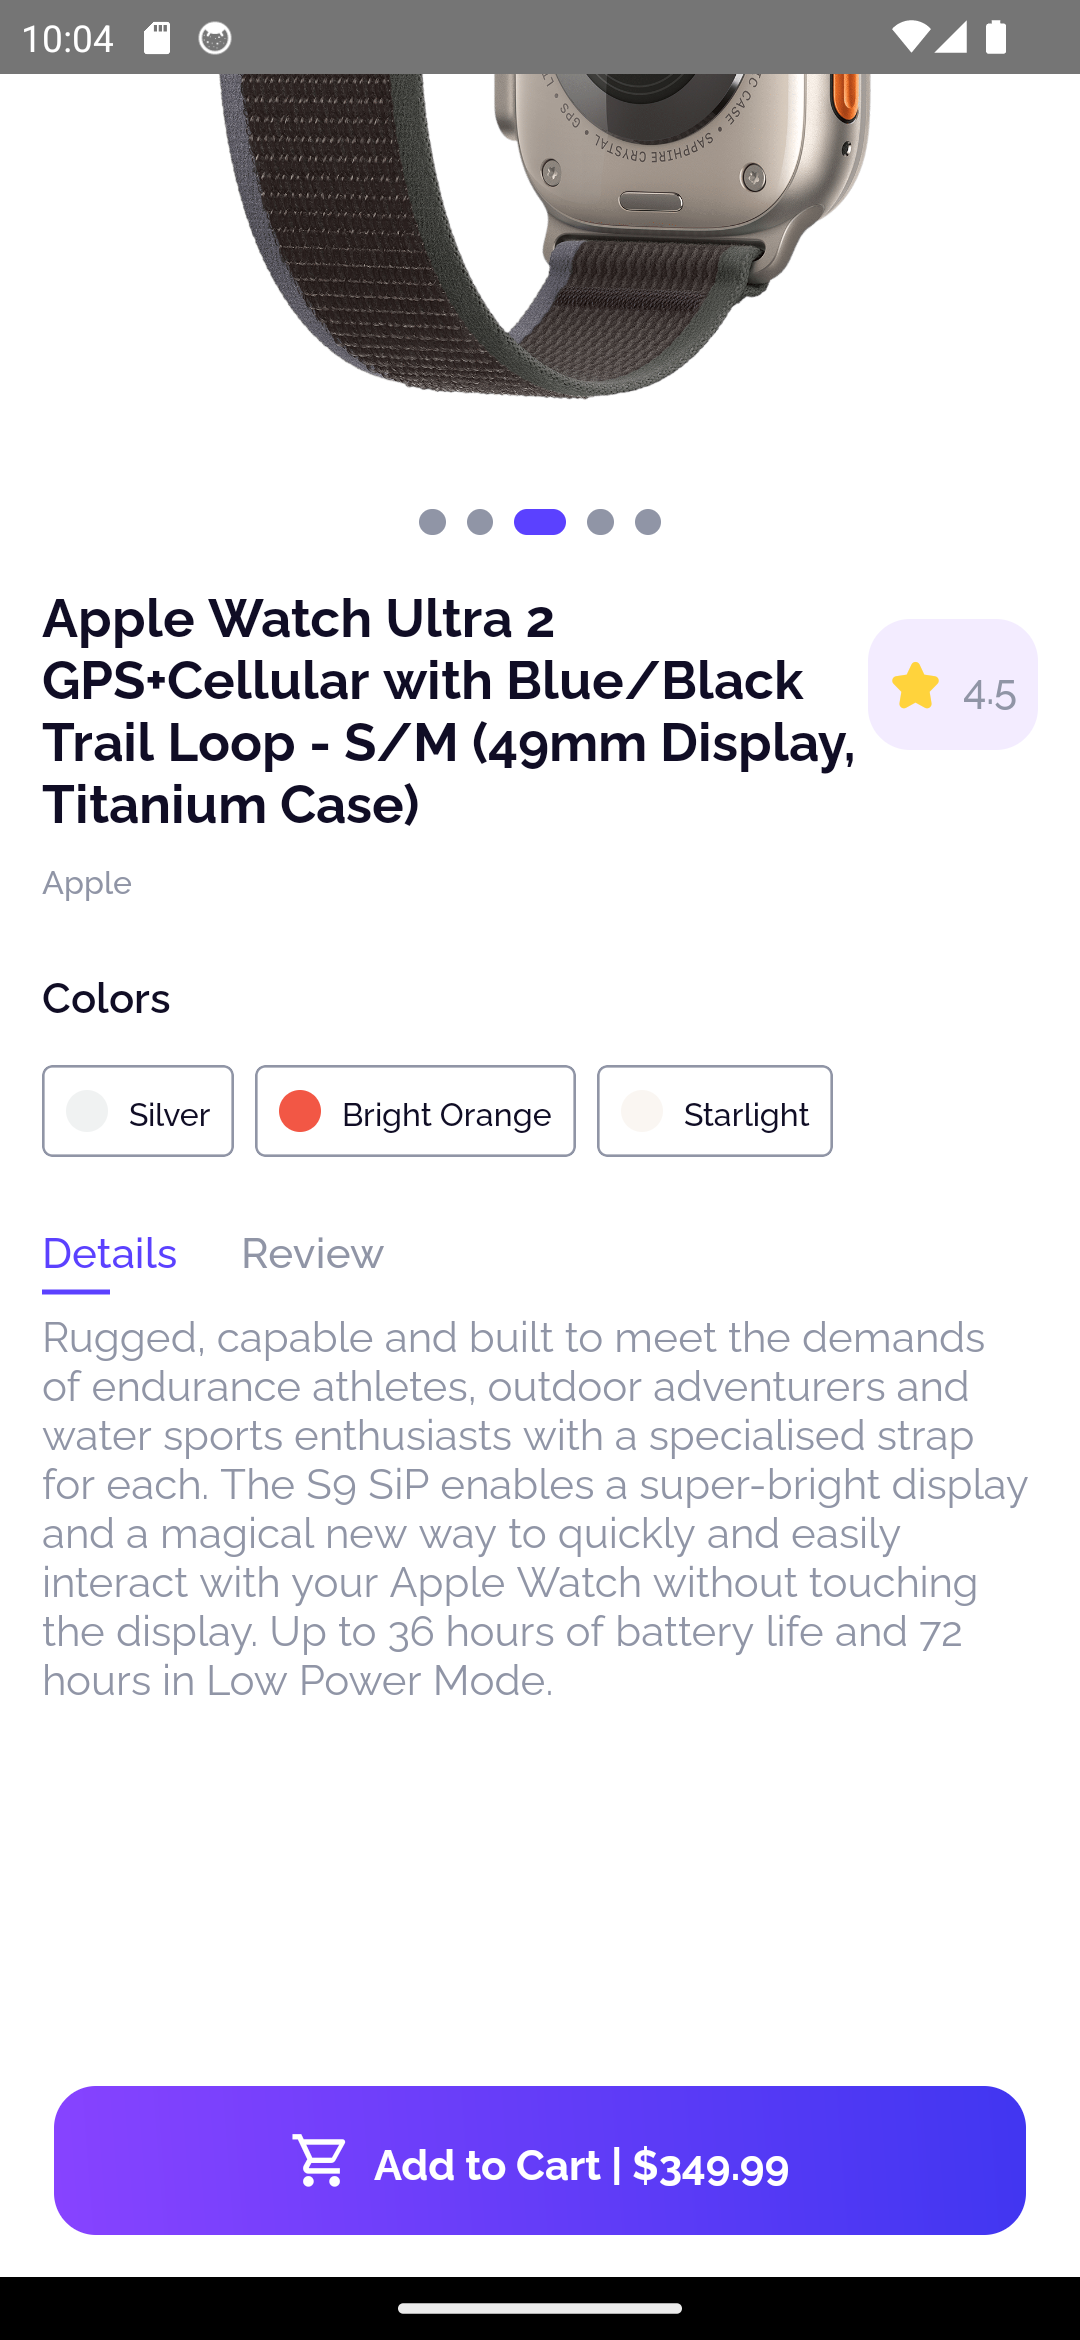 10:04
TC CASE • SAPPHIRE CRYSTAL • GPS • LT
Apple Watch Ultra 2
GPS+Cellular with Blue/Black
Trail Loop - S/M (49mm Display,
Titanium Case)
4.5
Apple
Colors
Silver
Bright Orange
Starlight
Details
Review
Rugged, capable and built to meet the demands
of endurance athletes, outdoor adventurers and
water sports enthusiasts with a specialised strap
for each. The S9 SiP enables a super-bright display
and a magical new way to quickly and easily
interact with your Apple Watch without touching
the display. Up to 36 hours of battery life and 72
hours in Low Power Mode.
Add to Cart | $349.99